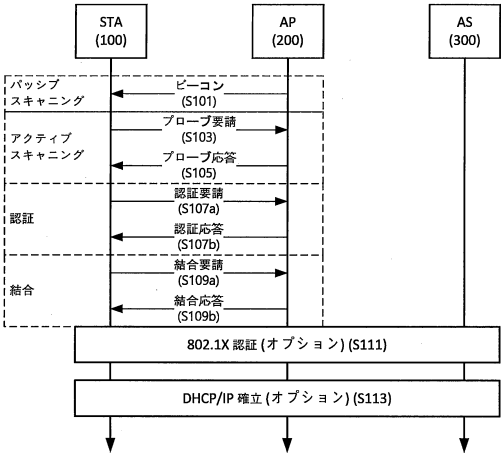 STA
(100)
AP
(200)
AS
(300)
パッシブ
スキャニング
ビーコン
(S101)
アクティブ
スキャニング
プローブ要請
(S103)
プローブ応答
(S105)
認証
認証要請
(S107a)
認証応答
(S107b)
結合
結合要請
(S109a)
結合応答
(S109b)
802.1X 認証 (オプション) (S111)
DHCP/IP 確立 (オプション) (S113)